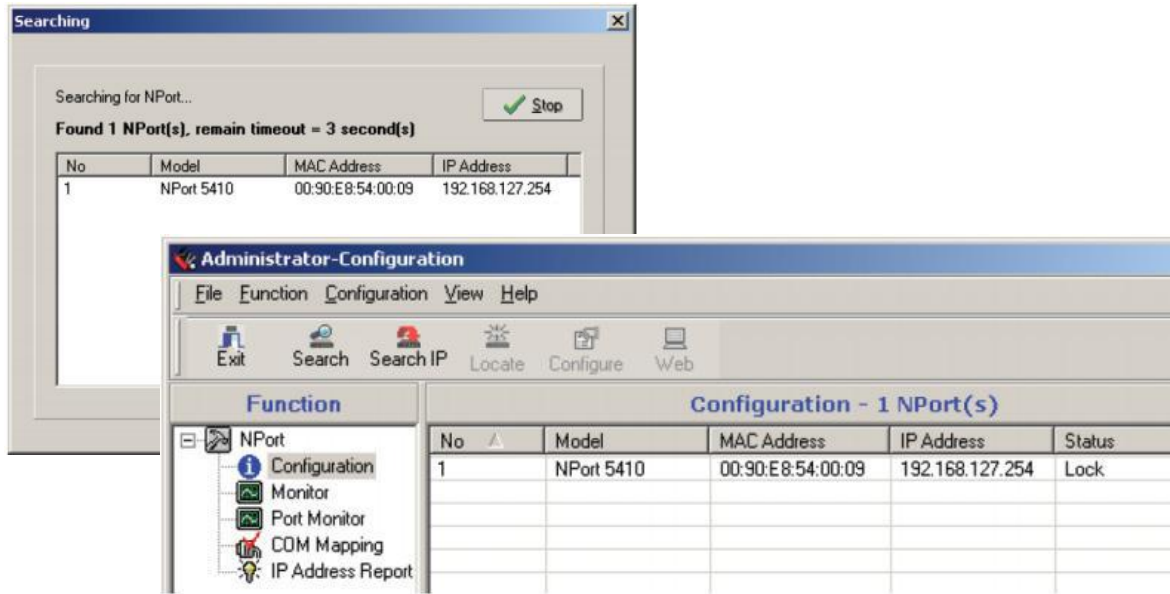 Searching
Searching for NPort...
Stop
Found 1 NPort(s), remain timeout = 3 second(s)
No Model MAC Address IP Address
1 NPort 5410 00:90:E8:54:00:09 192.168.127.254
Administrator-Configuration
File Function Configuration View Help
Exit Search Search IP Locate Configure Web
Function
Configuration - 1 NPort(s)
NPort
Configuration
Monitor
Port Monitor
COM Mapping
IP Address Report
No Model MAC Address IP Address Status
1 NPort 5410 00:90:E8:54:00:09 192.168.127.254 Lock